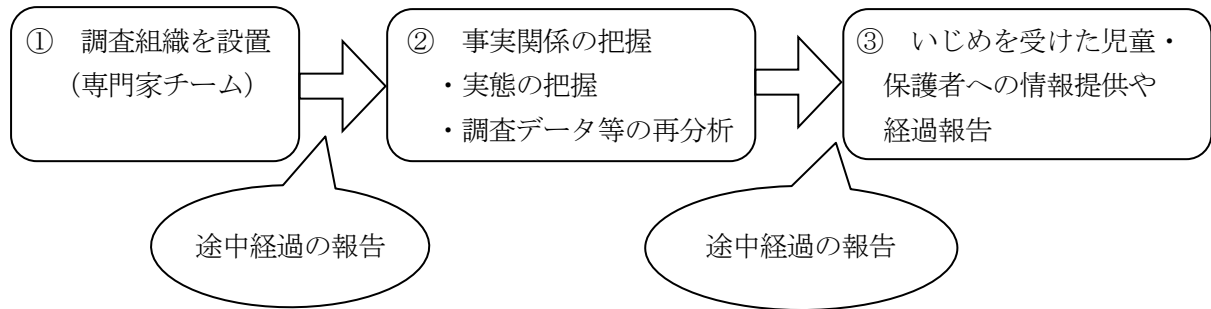 ① 調査組織を設置
(専門家チーム)
② 事実関係の把握
・実態の把握
・調査データ等の再分析
③ いじめを受けた児童・
保護者への情報提供や
経過報告
途中経過の報告
途中経過の報告